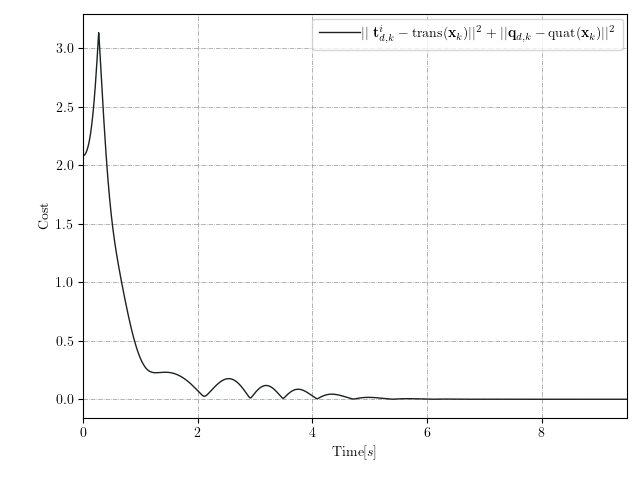 || t^i_{d,k} − trans(x_k)||² + ||q_{d,k} − quat(x_k)||²
3.0
2.5
2.0
1.5
1.0
0.5
0.0
Cost
0 2 4 6 8
Time[s]